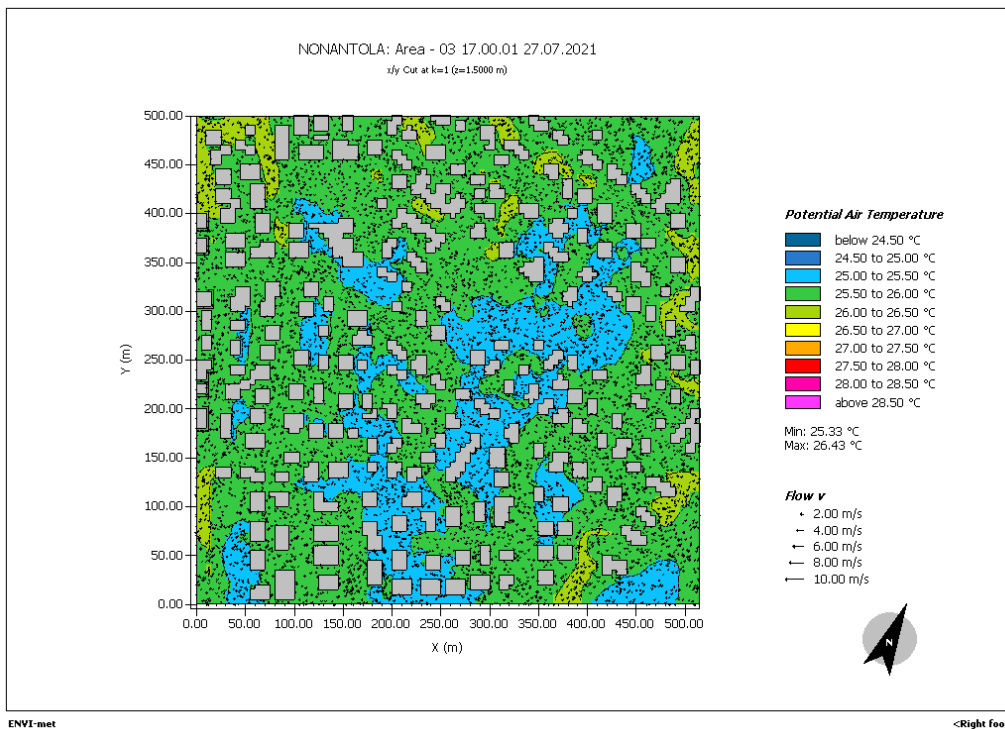 NONANTOLA: Area - 03 17.00.01 27.07.2021
x/y Cut at k=1 (z=1.5000 m)
500.00
450.00
400.00
350.00
300.00
250.00
200.00
150.00
100.00
50.00
0.00
Y (m)
0.00 50.00 100.00 150.00 200.00 250.00 300.00 350.00 400.00 450.00 500.00
X (m)
Potential Air Temperature
below 24.50 °C
24.50 to 25.00 °C
25.00 to 25.50 °C
25.50 to 26.00 °C
26.00 to 26.50 °C
26.50 to 27.00 °C
27.00 to 27.50 °C
27.50 to 28.00 °C
28.00 to 28.50 °C
above 28.50 °C
Min: 25.33 °C
Max: 26.43 °C
Flow v
2.00 m/s
4.00 m/s
6.00 m/s
8.00 m/s
10.00 m/s
N
ENVI-met
<Right foo